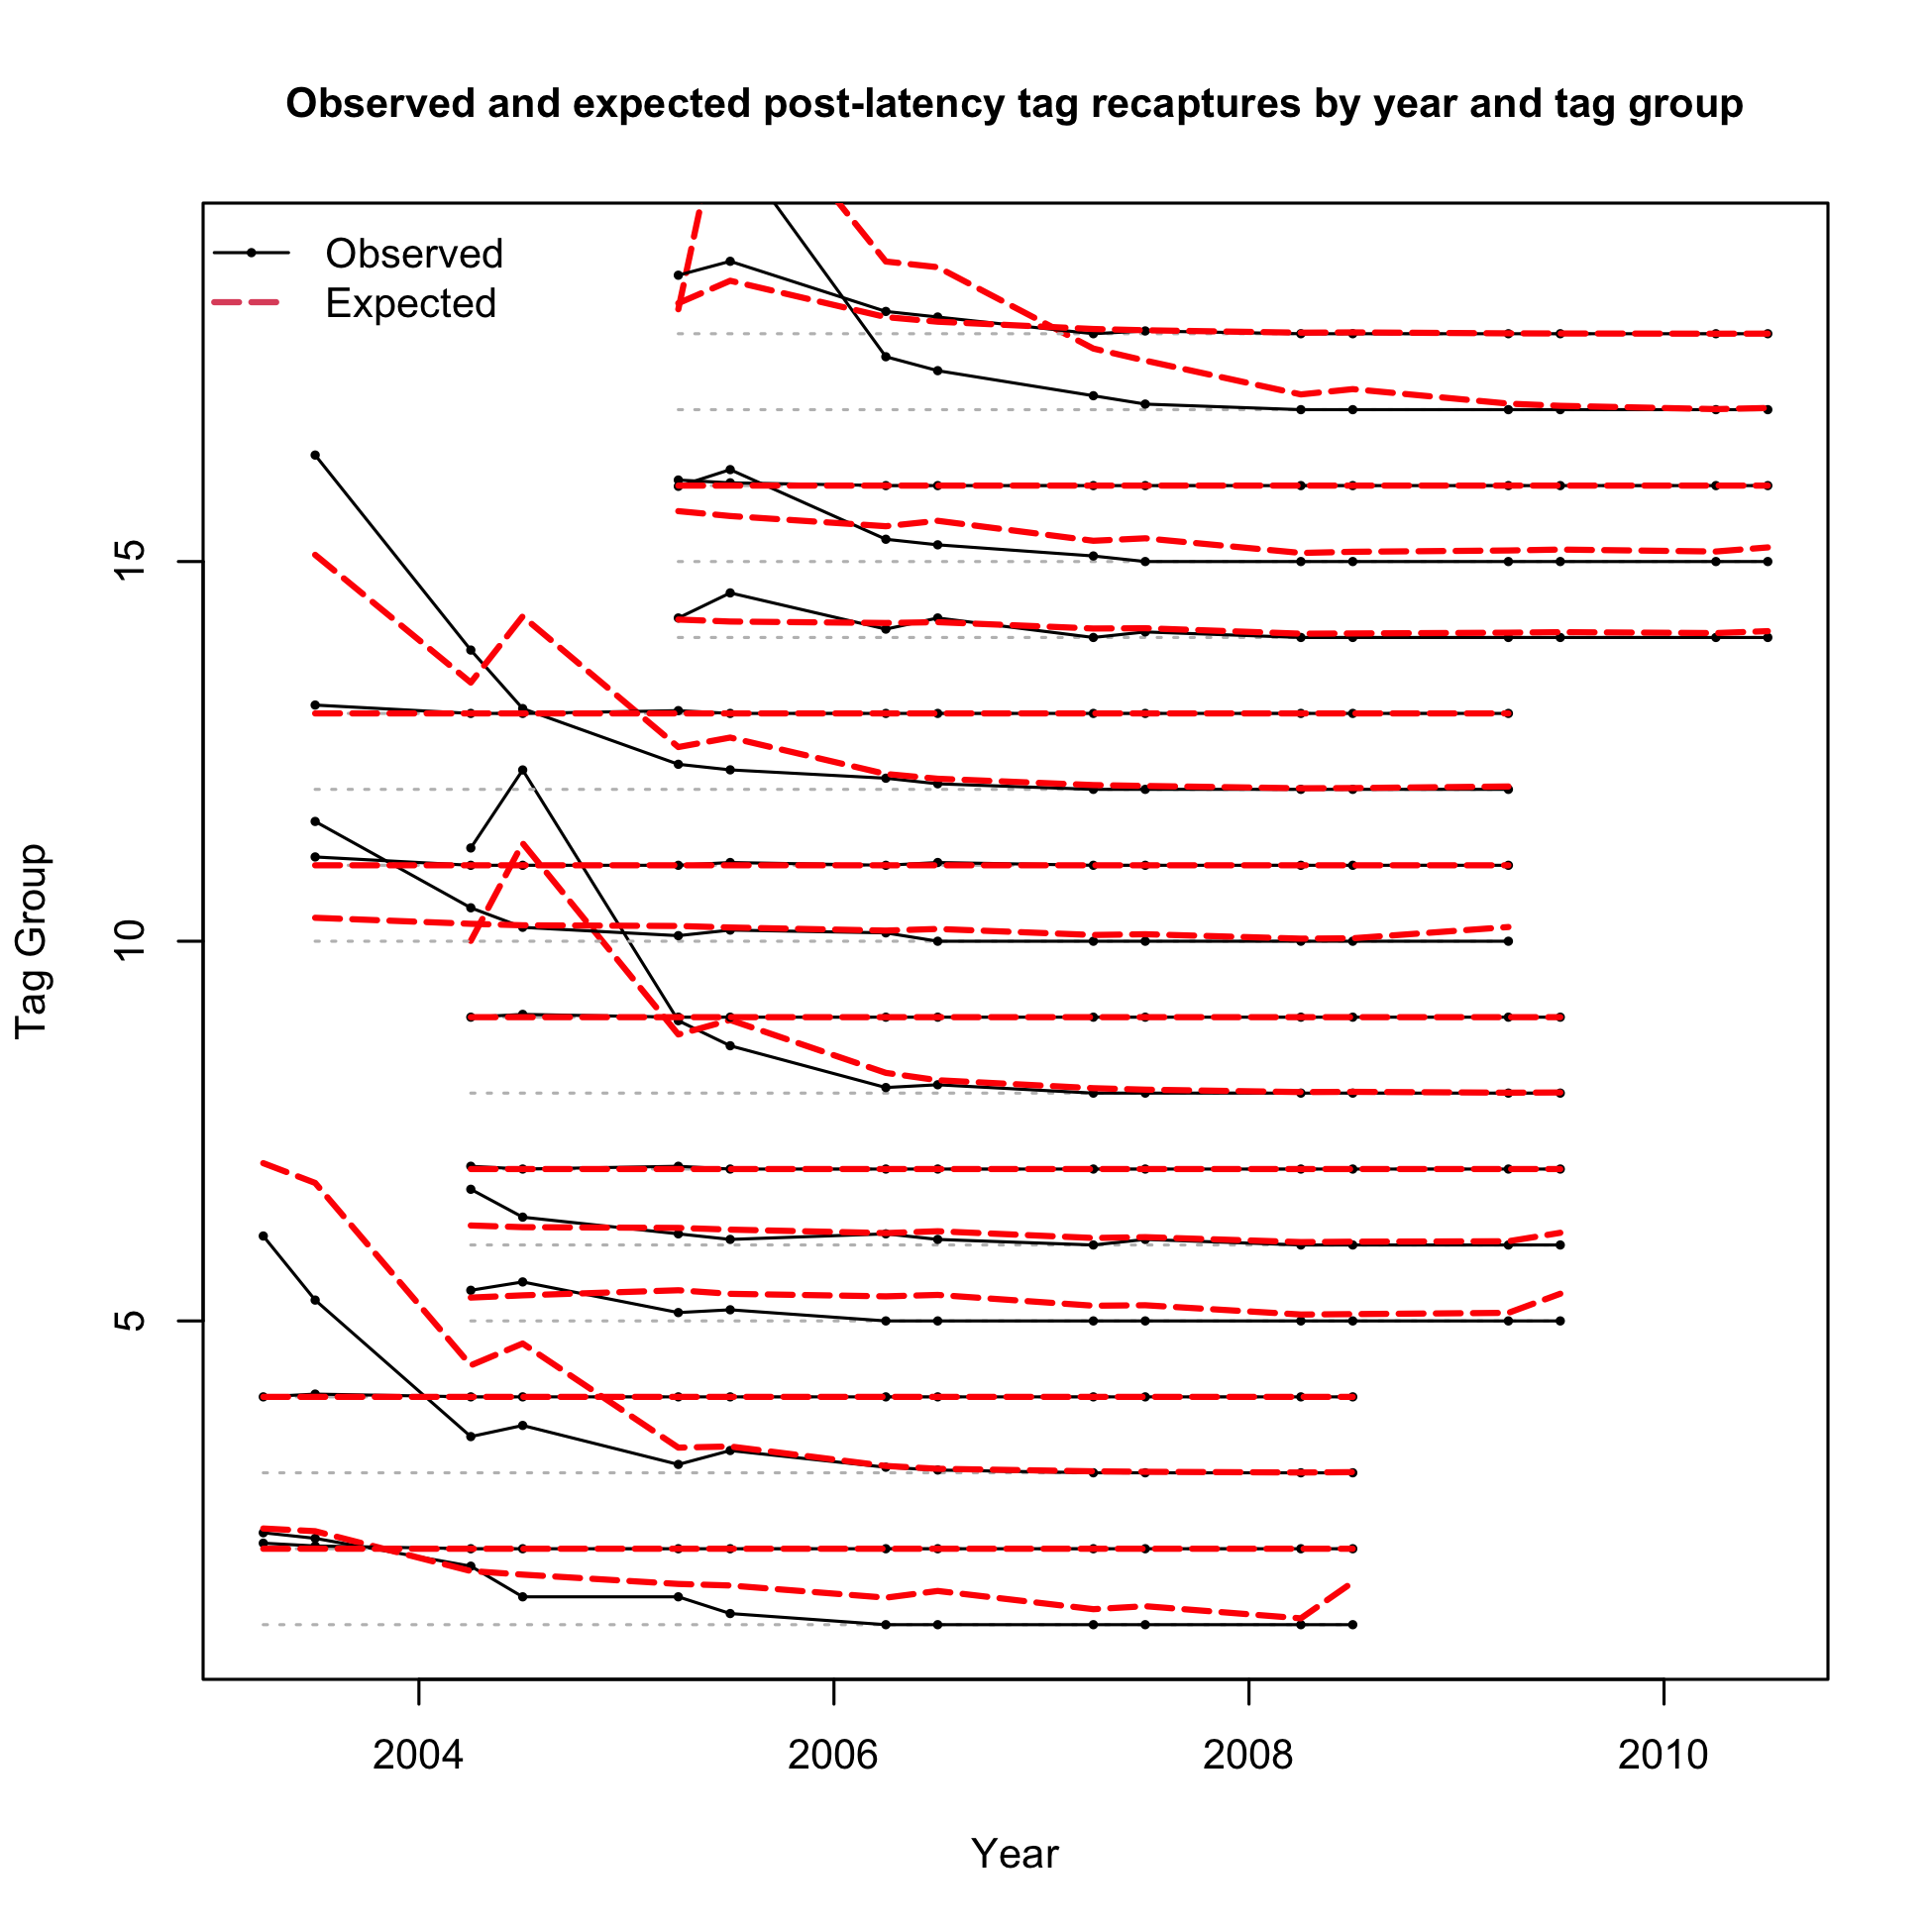 Observed and expected post-latency tag recaptures by year and tag group
Observed
Expected
15
10
5
Tag Group
2004 2006 2008 2010
Year